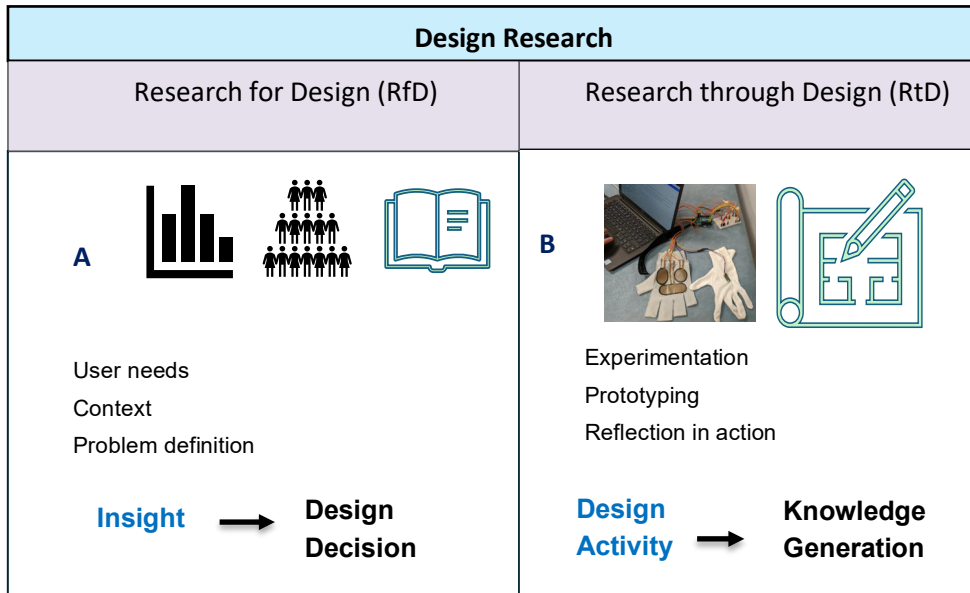 Design Research
Research for Design (RfD)
Research through Design (RtD)
A
User needs
Context
Problem definition
Insight
Design
Decision
B
Experimentation
Prototyping
Reflection in action
Design
Activity
Knowledge
Generation